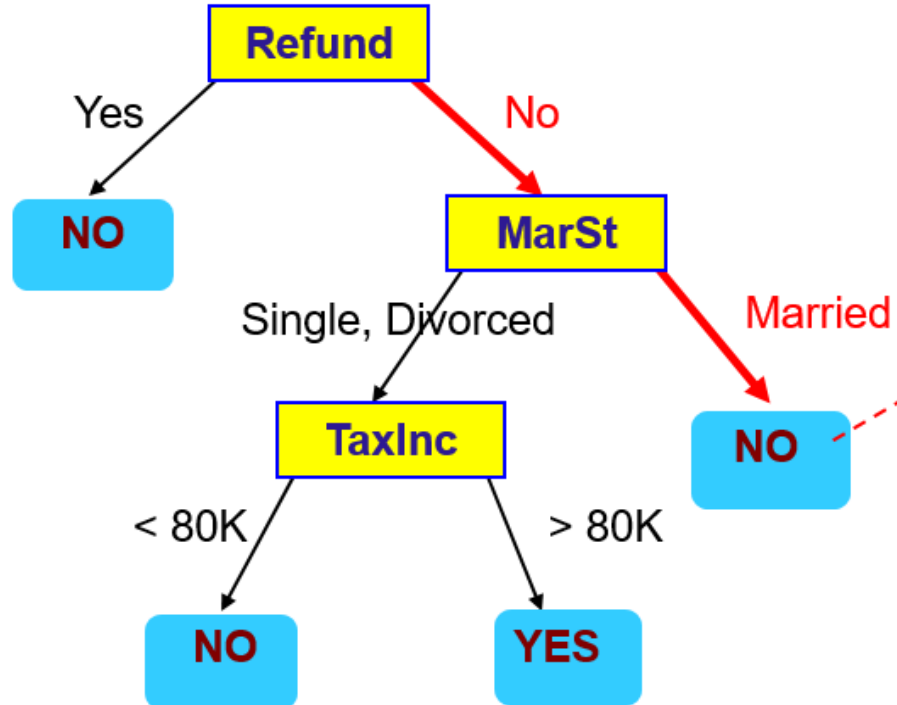 Refund
Yes
No
NO
MarSt
Single, Divorced
Married
TaxInc
NO
< 80K
> 80K
NO
YES